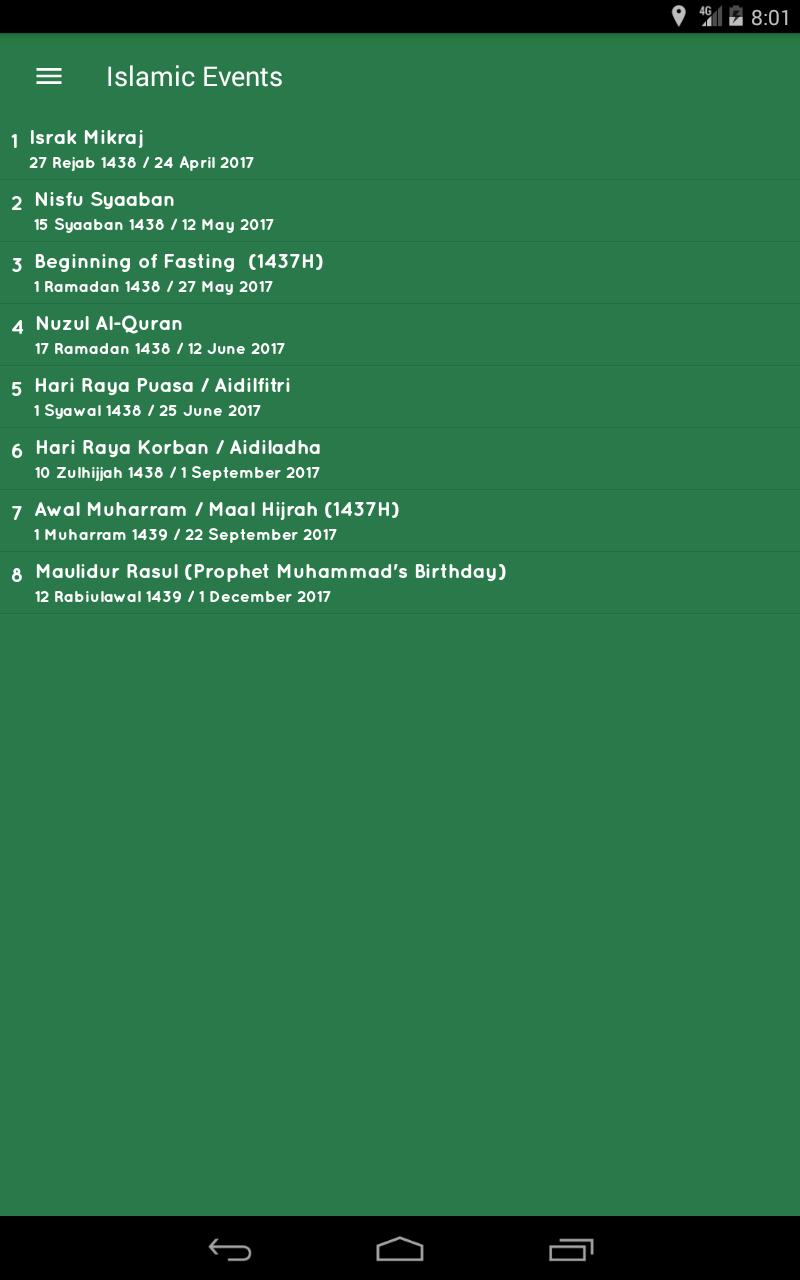 4G 8:01
Islamic Events
1 Israk Mikraj
27 Rejab 1438 / 24 April 2017
2 Nisfu Syaaban
15 Syaaban 1438 / 12 May 2017
3 Beginning of Fasting  (1437H)
1 Ramadan 1438 / 27 May 2017
4 Nuzul Al-Quran
17 Ramadan 1438 / 12 June 2017
5 Hari Raya Puasa / Aidilfitri
1 Syawal 1438 / 25 June 2017
6 Hari Raya Korban / Aidiladha
10 Zulhijjah 1438 / 1 September 2017
7 Awal Muharram / Maal Hijrah (1437H)
1 Muharram 1439 / 22 September 2017
8 Maulidur Rasul (Prophet Muhammad's Birthday)
12 Rabiulawal 1439 / 1 December 2017